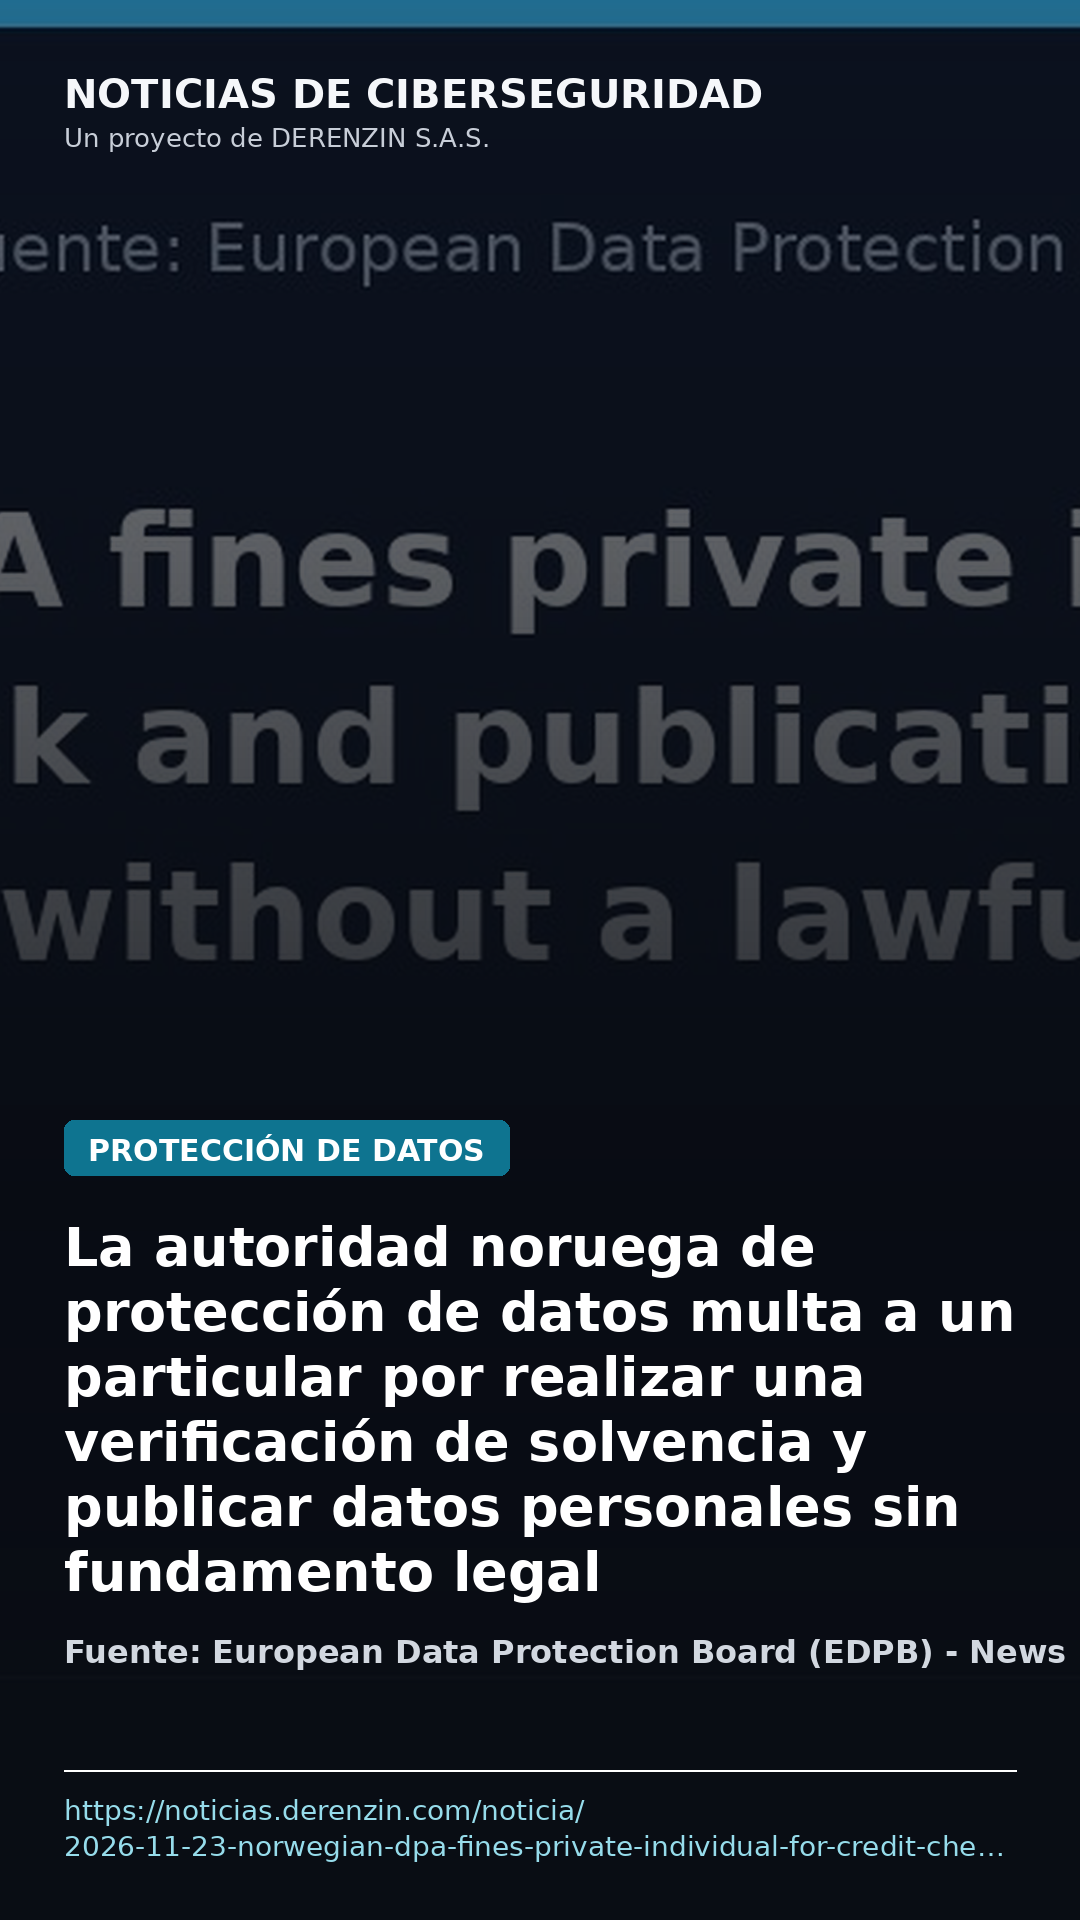 NOTICIAS DE CIBERSEGURIDAD
Un proyecto de DERENZIN S.A.S.
uente: European Data Protection
A fines private i
k and publicati
without a lawfu
PROTECCIÓN DE DATOS
La autoridad noruega de
protección de datos multa a un
particular por realizar una
verificación de solvencia y
publicar datos personales sin
fundamento legal
Fuente: European Data Protection Board (EDPB) - News
https://noticias.derenzin.com/noticia/
2026-11-23-norwegian-dpa-fines-private-individual-for-credit-che…